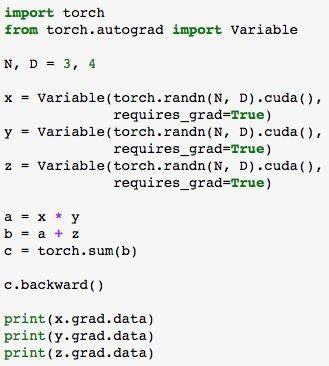 import torch
from torch.autograd import Variable

N, D = 3, 4

x = Variable(torch.randn(N, D).cuda(),
             requires_grad=True)
y = Variable(torch.randn(N, D).cuda(),
             requires_grad=True)
z = Variable(torch.randn(N, D).cuda(),
             requires_grad=True)

a = x * y
b = a + z
c = torch.sum(b)

c.backward()

print(x.grad.data)
print(y.grad.data)
print(z.grad.data)